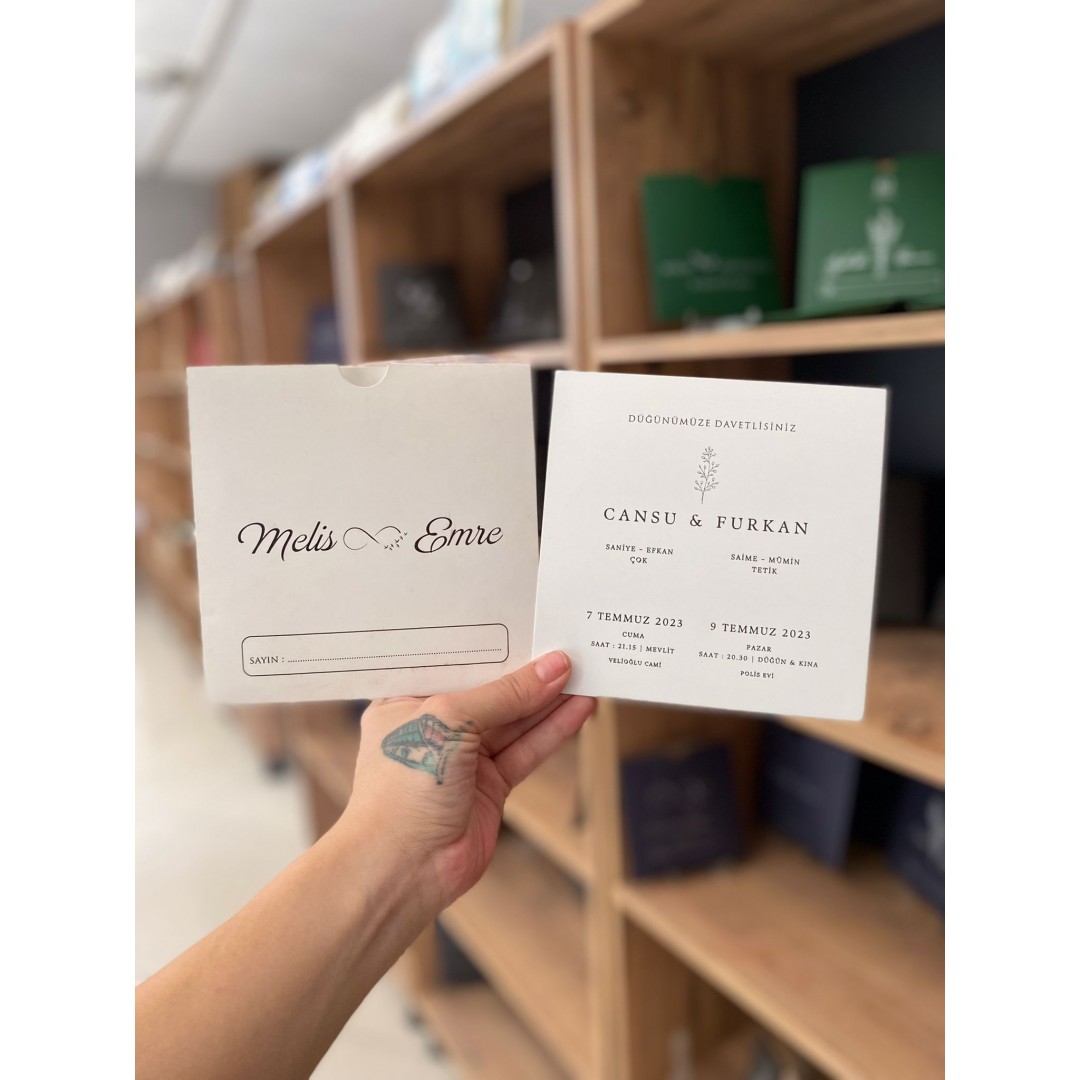 Melis Emre
SAYIN : ............................................................
DÜĞÜNÜMÜZE DAVETLİSİNİZ
CANSU & FURKAN
SANİYE – EFKAN
ÇOK
SAİME – MÜMİN
TETİK
7 TEMMUZ 2023
CUMA
SAAT : 21.15 | MEVLİT
VELİOĞLU CAMİ
9 TEMMUZ 2023
PAZAR
SAAT : 20.30 | DÜĞÜN & KINA
POLİS EVİ